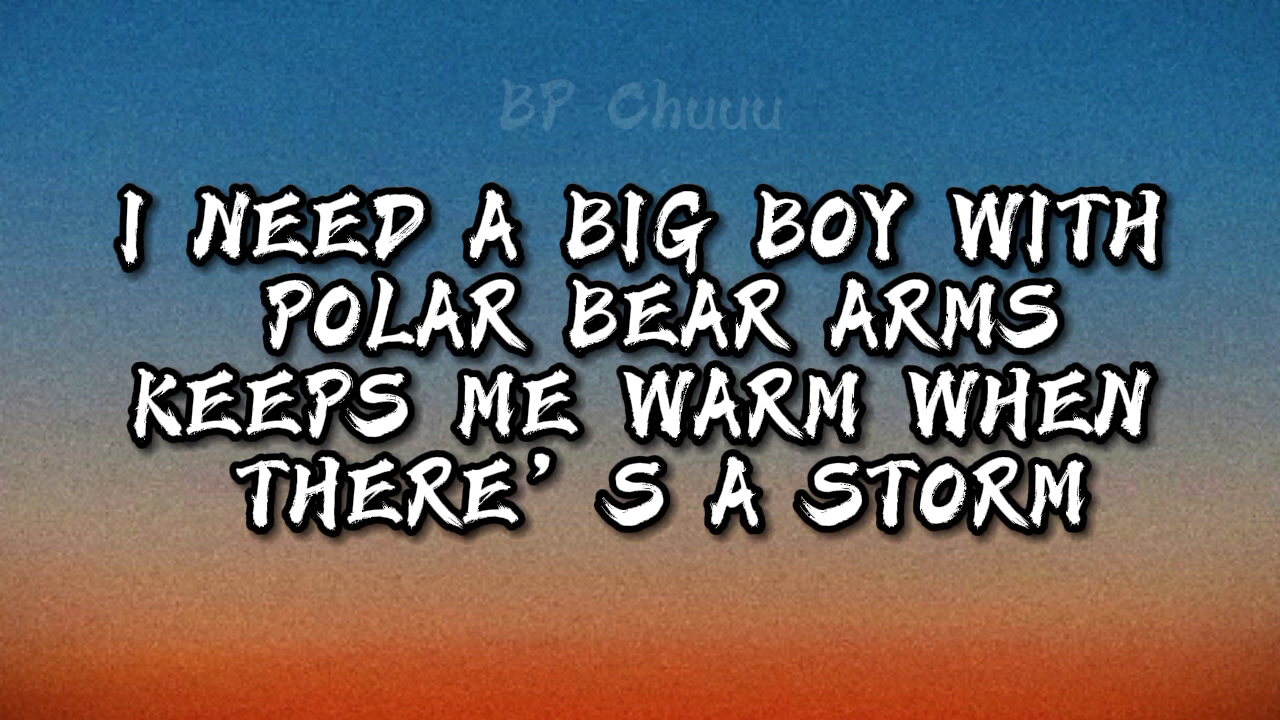 BP Chuuu
I NEED A BIG BOY WITH
POLAR BEAR ARMS
KEEPS ME WARM WHEN
THERE’ S A STORM